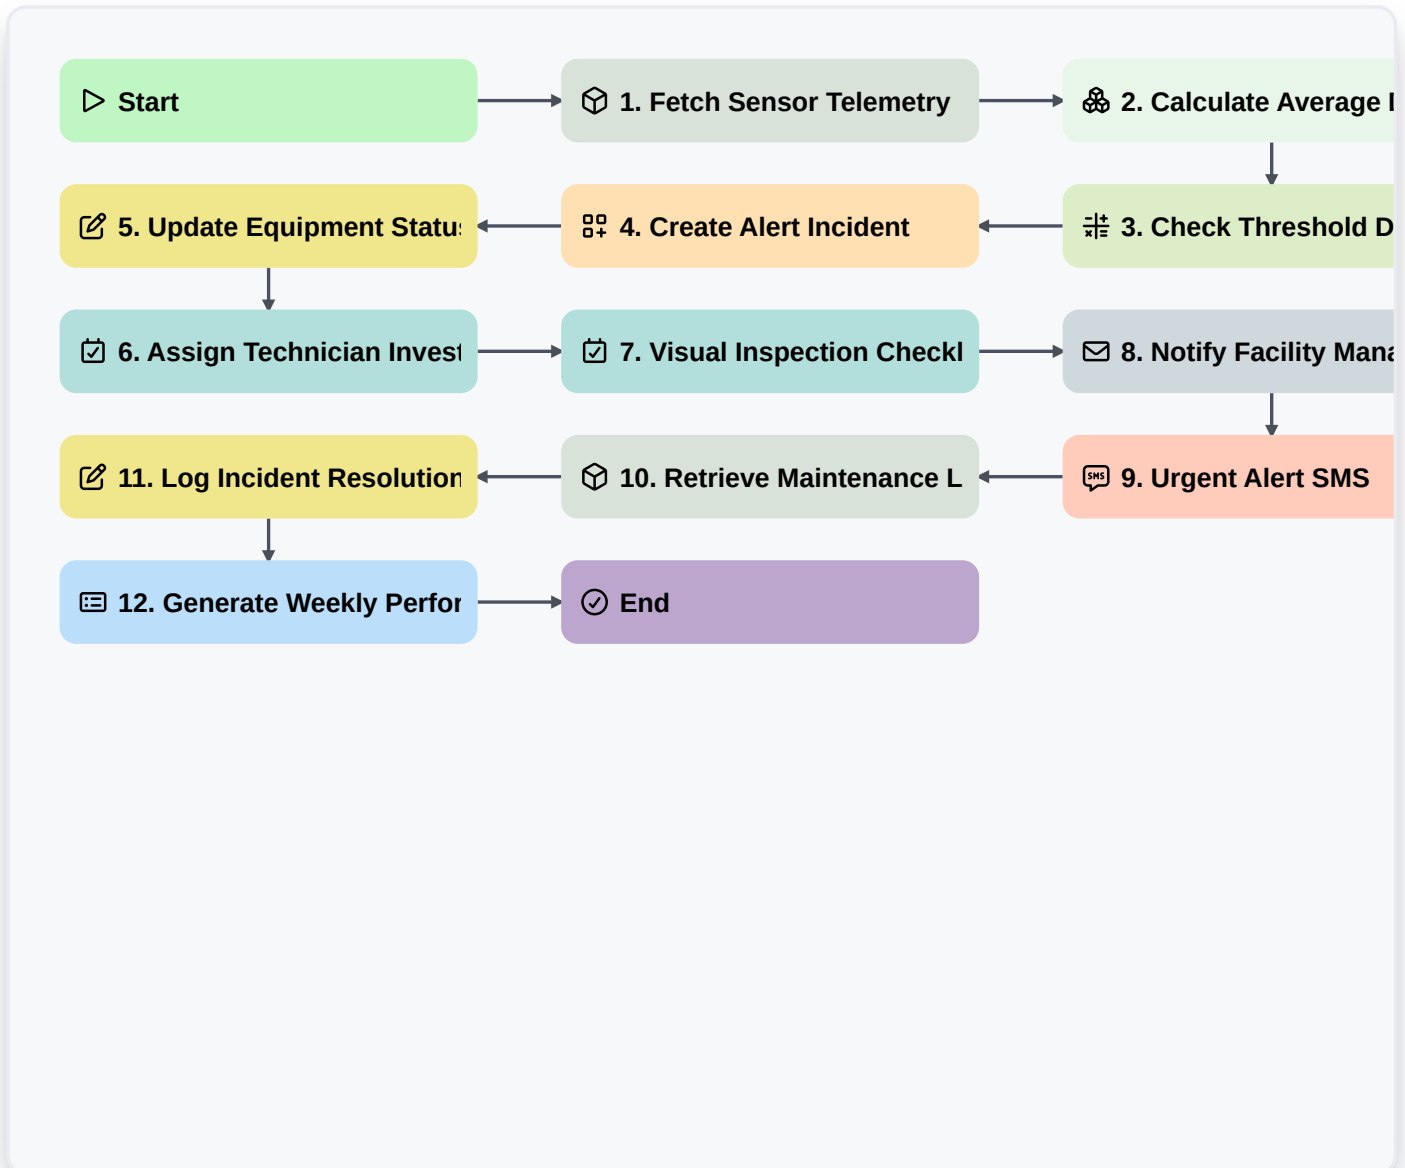 Start
1. Fetch Sensor Telemetry
2. Calculate Average
5. Update Equipment Status
4. Create Alert Incident
3. Check Threshold D
6. Assign Technician Invest
7. Visual Inspection Checkl
8. Notify Facility Mana
11. Log Incident Resolution
10. Retrieve Maintenance L
9. Urgent Alert SMS
12. Generate Weekly Perfor
End